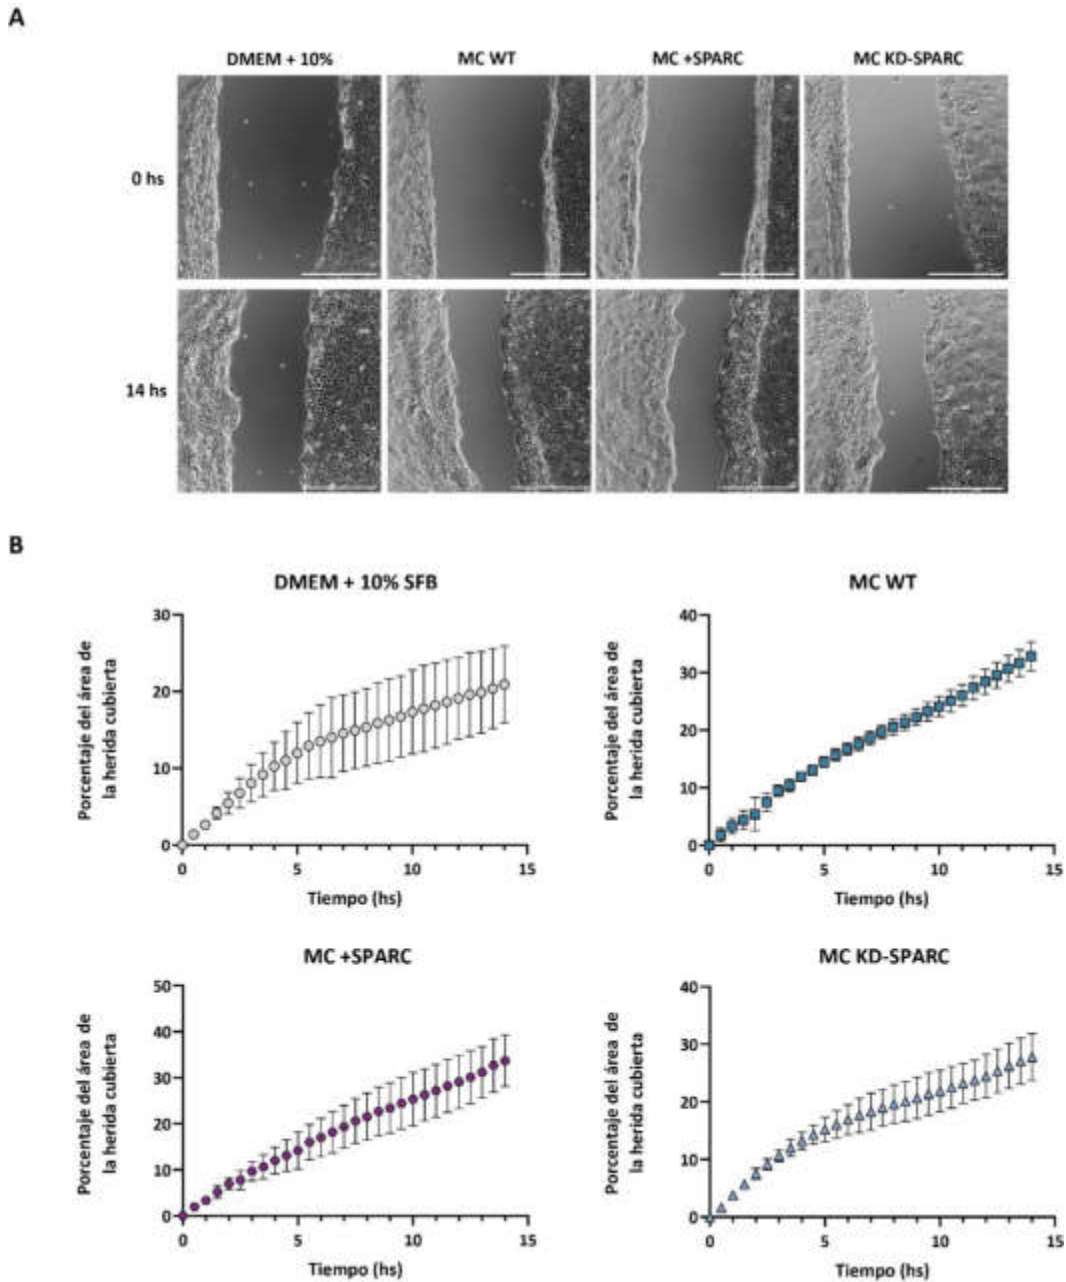 A
DMEM + 10%
MC WT
MC +SPARC
MC KD-SPARC
0 hs
14 hs
B
DMEM + 10% SFB
Porcentaje del área de
la herida cubierta
30
20
10
0
0 5 10 15
Tiempo (hs)
MC WT
Porcentaje del área de
la herida cubierta
40
30
20
10
0
0 5 10 15
Tiempo (hs)
MC +SPARC
Porcentaje del área de
la herida cubierta
50
40
30
20
10
0
0 5 10 15
Tiempo (hs)
MC KD-SPARC
Porcentaje del área de
la herida cubierta
40
30
20
10
0
0 5 10 15
Tiempo (hs)